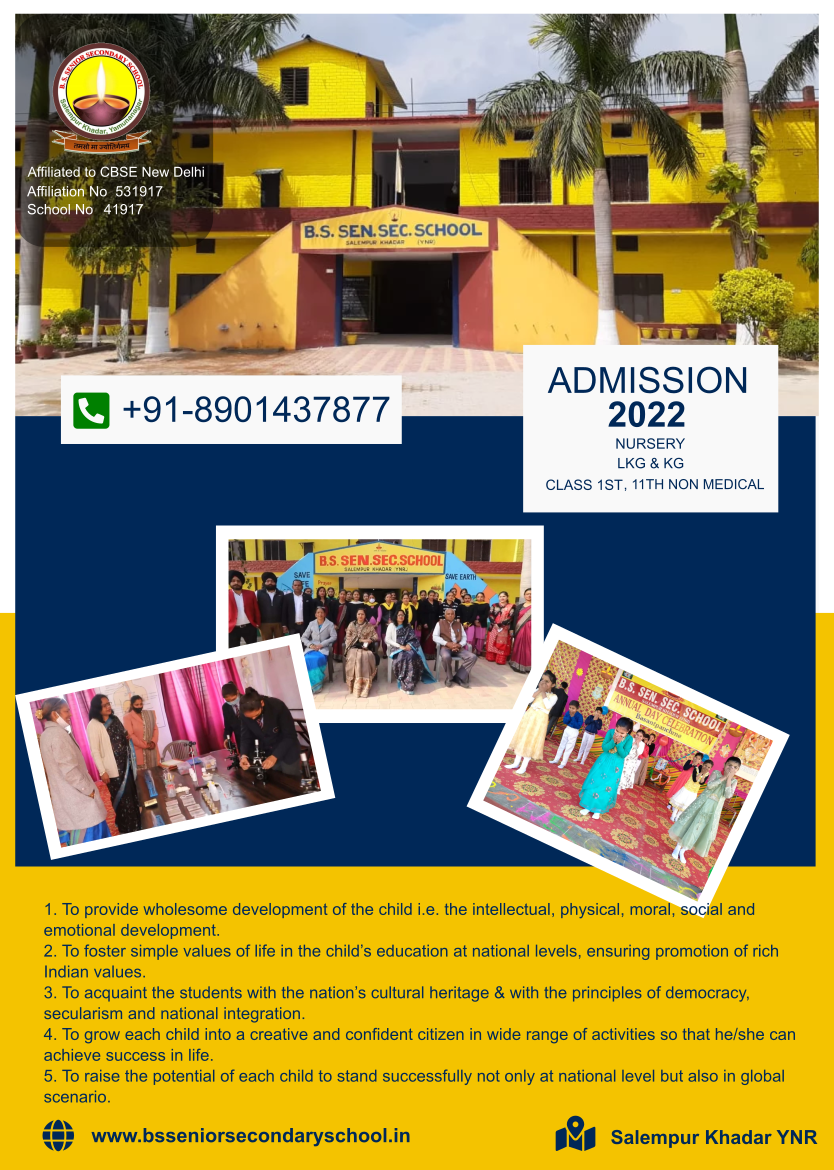 B. S. SENIOR SECONDARY SCHOOL
Salempur Khadar, Yamunanagar
तमसो मा ज्योतिर्गमय
Affiliated to CBSE New Delhi
Affiliation No 531917
School No 41917
B.S. SEN. SEC. SCHOOL
SALEMPUR KHADAR (YNR)
+91-8901437877
ADMISSION
2022
NURSERY
LKG & KG
CLASS 1ST, 11TH NON MEDICAL
B.S. SEN.SEC.SCHOOL
SALEMPUR KHADAR (YNR)
SAVE
SAVE EARTH
B.S. SEN. SEC. SCHOOL
ANNUAL DAY CELEBRATION
Basantpanchmi
1. To provide wholesome development of the child i.e. the intellectual, physical, moral, social and
emotional development.
2. To foster simple values of life in the child’s education at national levels, ensuring promotion of rich
Indian values.
3. To acquaint the students with the nation’s cultural heritage & with the principles of democracy,
secularism and national integration.
4. To grow each child into a creative and confident citizen in wide range of activities so that he/she can
achieve success in life.
5. To raise the potential of each child to stand successfully not only at national level but also in global
scenario.
www.bsseniorsecondaryschool.in
Salempur Khadar YNR